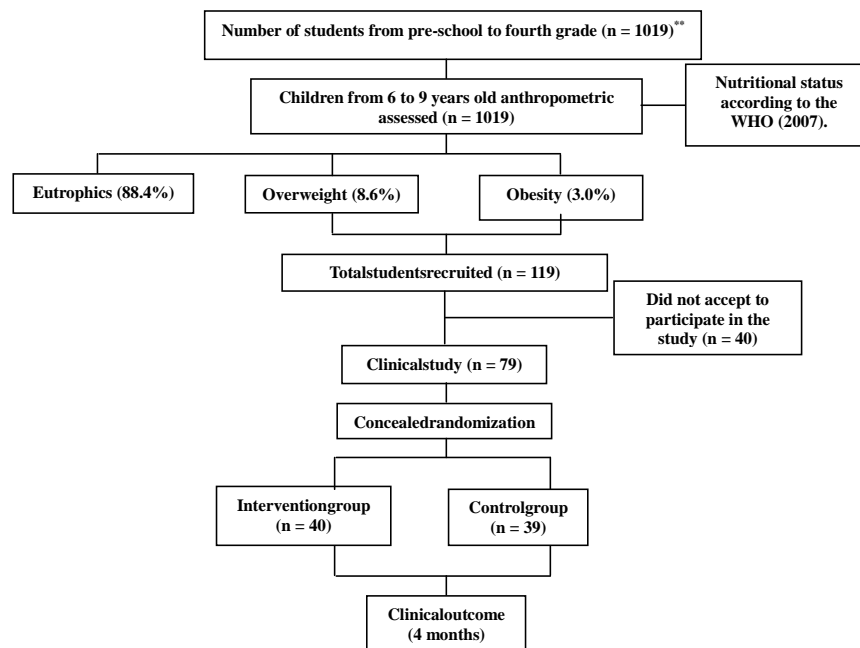 Number of students from pre-school to fourth grade (n = 1019)**
Children from 6 to 9 years old anthropometric
assessed (n = 1019)
Nutritional status
according to the
WHO (2007).
Eutrophics (88.4%)
Overweight (8.6%)
Obesity (3.0%)
Totalstudentsrecruited (n = 119)
Did not accept to
participate in the
study (n = 40)
Clinicalstudy (n = 79)
Concealedrandomization
Interventiongroup
(n = 40)
Controlgroup
(n = 39)
Clinicaloutcome
(4 months)